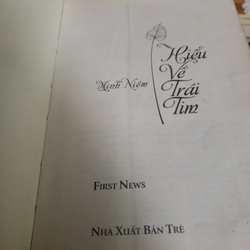 Minh Niệm
Hiểu
Về
Trái
Tim
FIRST NEWS
NHÀ XUẤT BẢN TRẺ